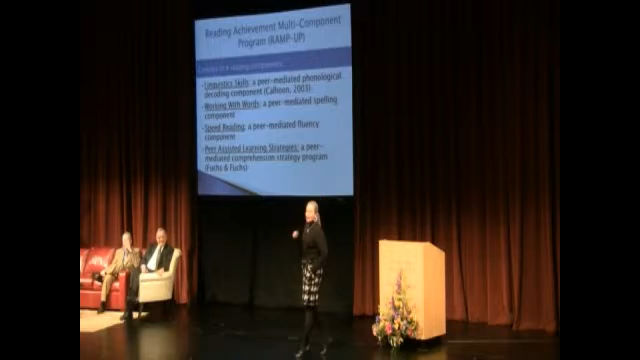 Reading Achievement Multi-Component
Program (RAMP-UP)
Consists of 4 reading components:
-Linguistics Skills: a peer-mediated phonological
decoding component (Calhoon, 2003)
-Working With Words: a peer-mediated spelling
component
-Speed Reading: a peer-mediated fluency
component
-Peer Assisted Learning Strategies: a peer-
mediated comprehension strategy program
(Fuchs & Fuchs)